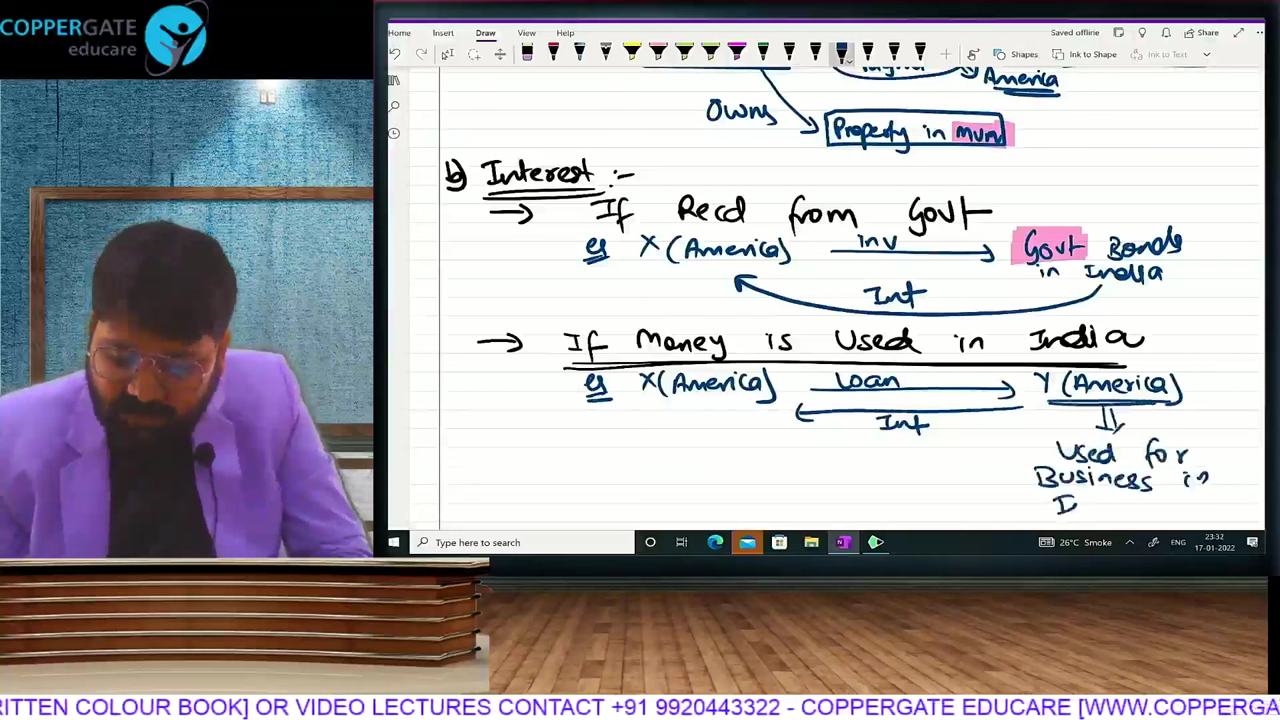 COPPERGATE
educare
Home Insert Draw View Help
Saved offline
Share
Shapes
Ink to Shape
Ink to Text
America
Owns
Property in mum
b) Interest :-
→ If Recd from Govt
eg X (America) inv Govt Bonds
in India
Int
→ If Money is Used in India
eg X (America) Loan Y (America)
Int
Used for
Business in
I
Type here to search
26°C Smoke
ENG
23:32
17-01-2022
RITTEN COLOUR BOOK] OR VIDEO LECTURES CONTACT +91 9920443322 - COPPERGATE EDUCARE [WWW.COPPERGA